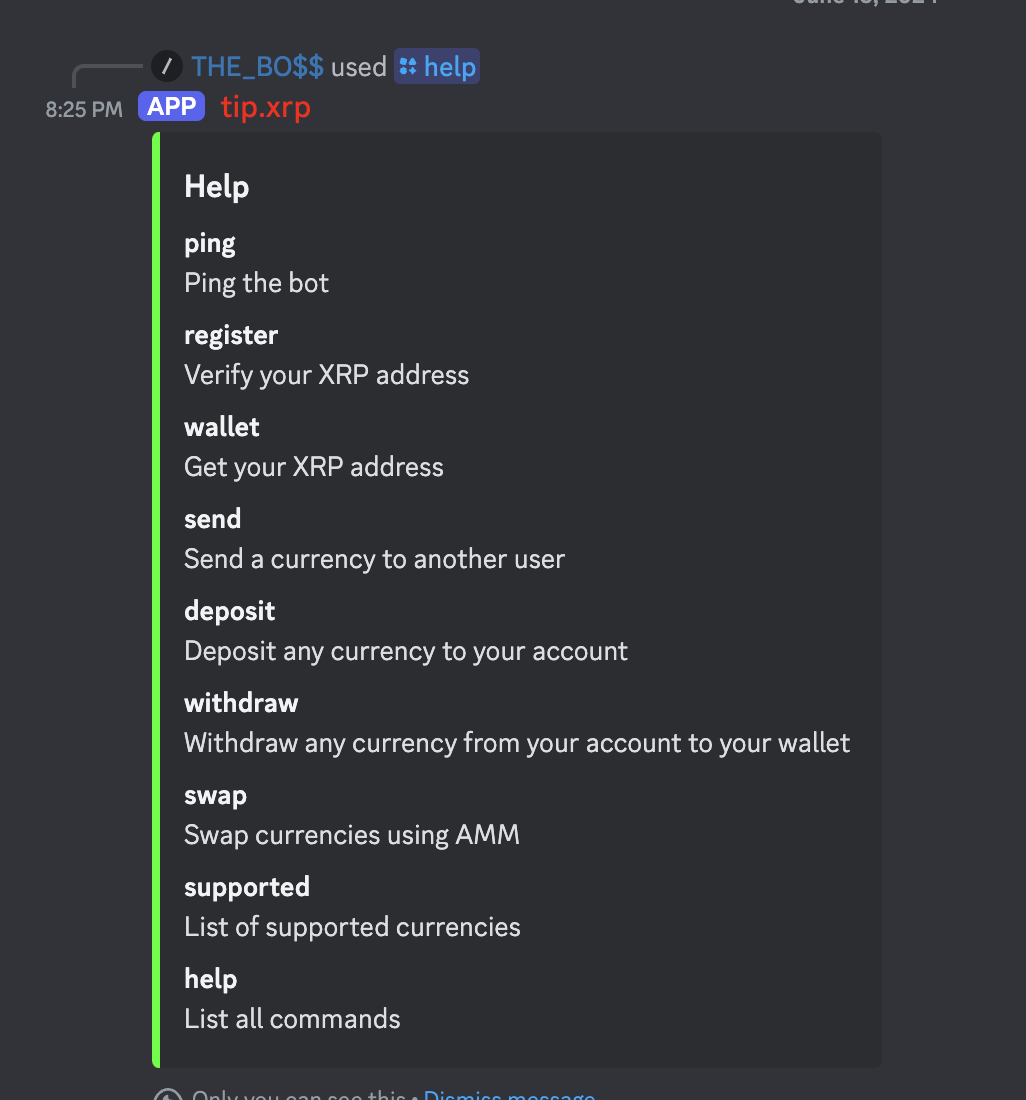 THE_BO$$ used help
8:25 PM APP tip.xrp
Help
ping
Ping the bot
register
Verify your XRP address
wallet
Get your XRP address
send
Send a currency to another user
deposit
Deposit any currency to your account
withdraw
Withdraw any currency from your account to your wallet
swap
Swap currencies using AMM
supported
List of supported currencies
help
List all commands
Only you can see this • Dismiss message